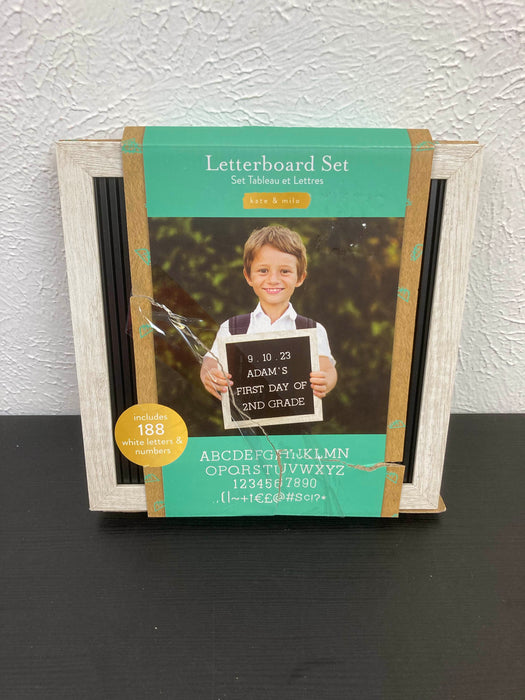 Letterboard Set
Set Tableau et Lettres
kate & milo
9.10.23
ADAM'S
FIRST DAY OF
2ND GRADE
includes
188
white letters &
numbers
ABCDEFGHIJKLMN
OPQRSTUVWXYZ
1234567890